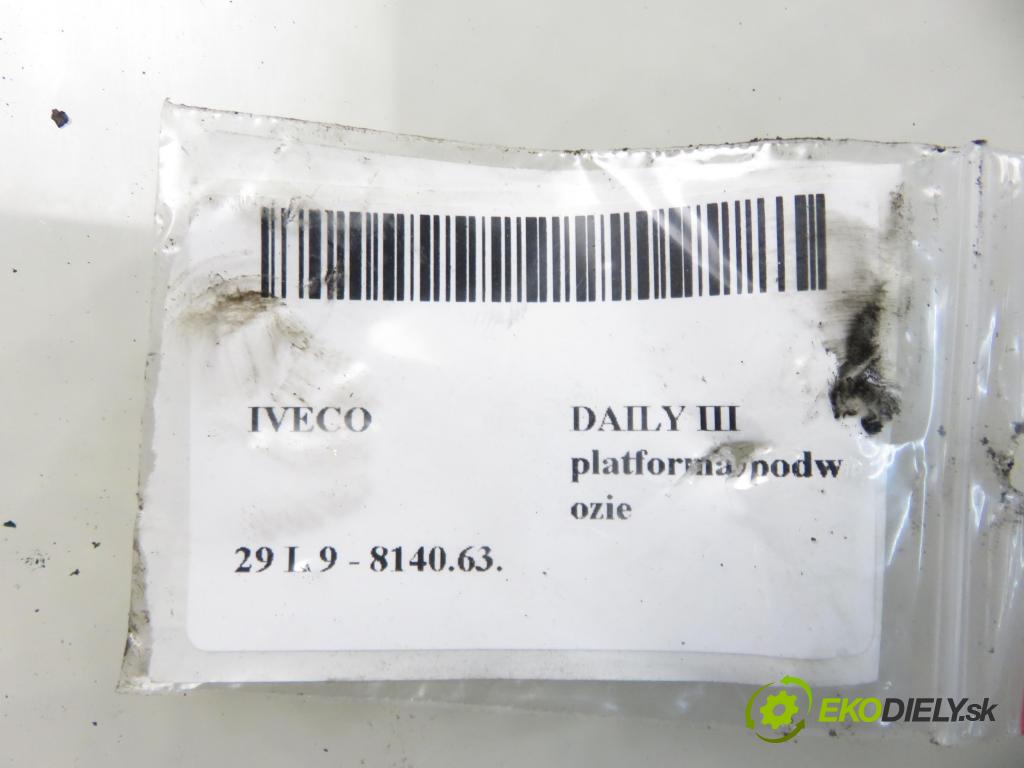 IVECO
DAILY III
platforma/podw
ozie
29 L 9 - 8140.63.
EKODIELY.sk